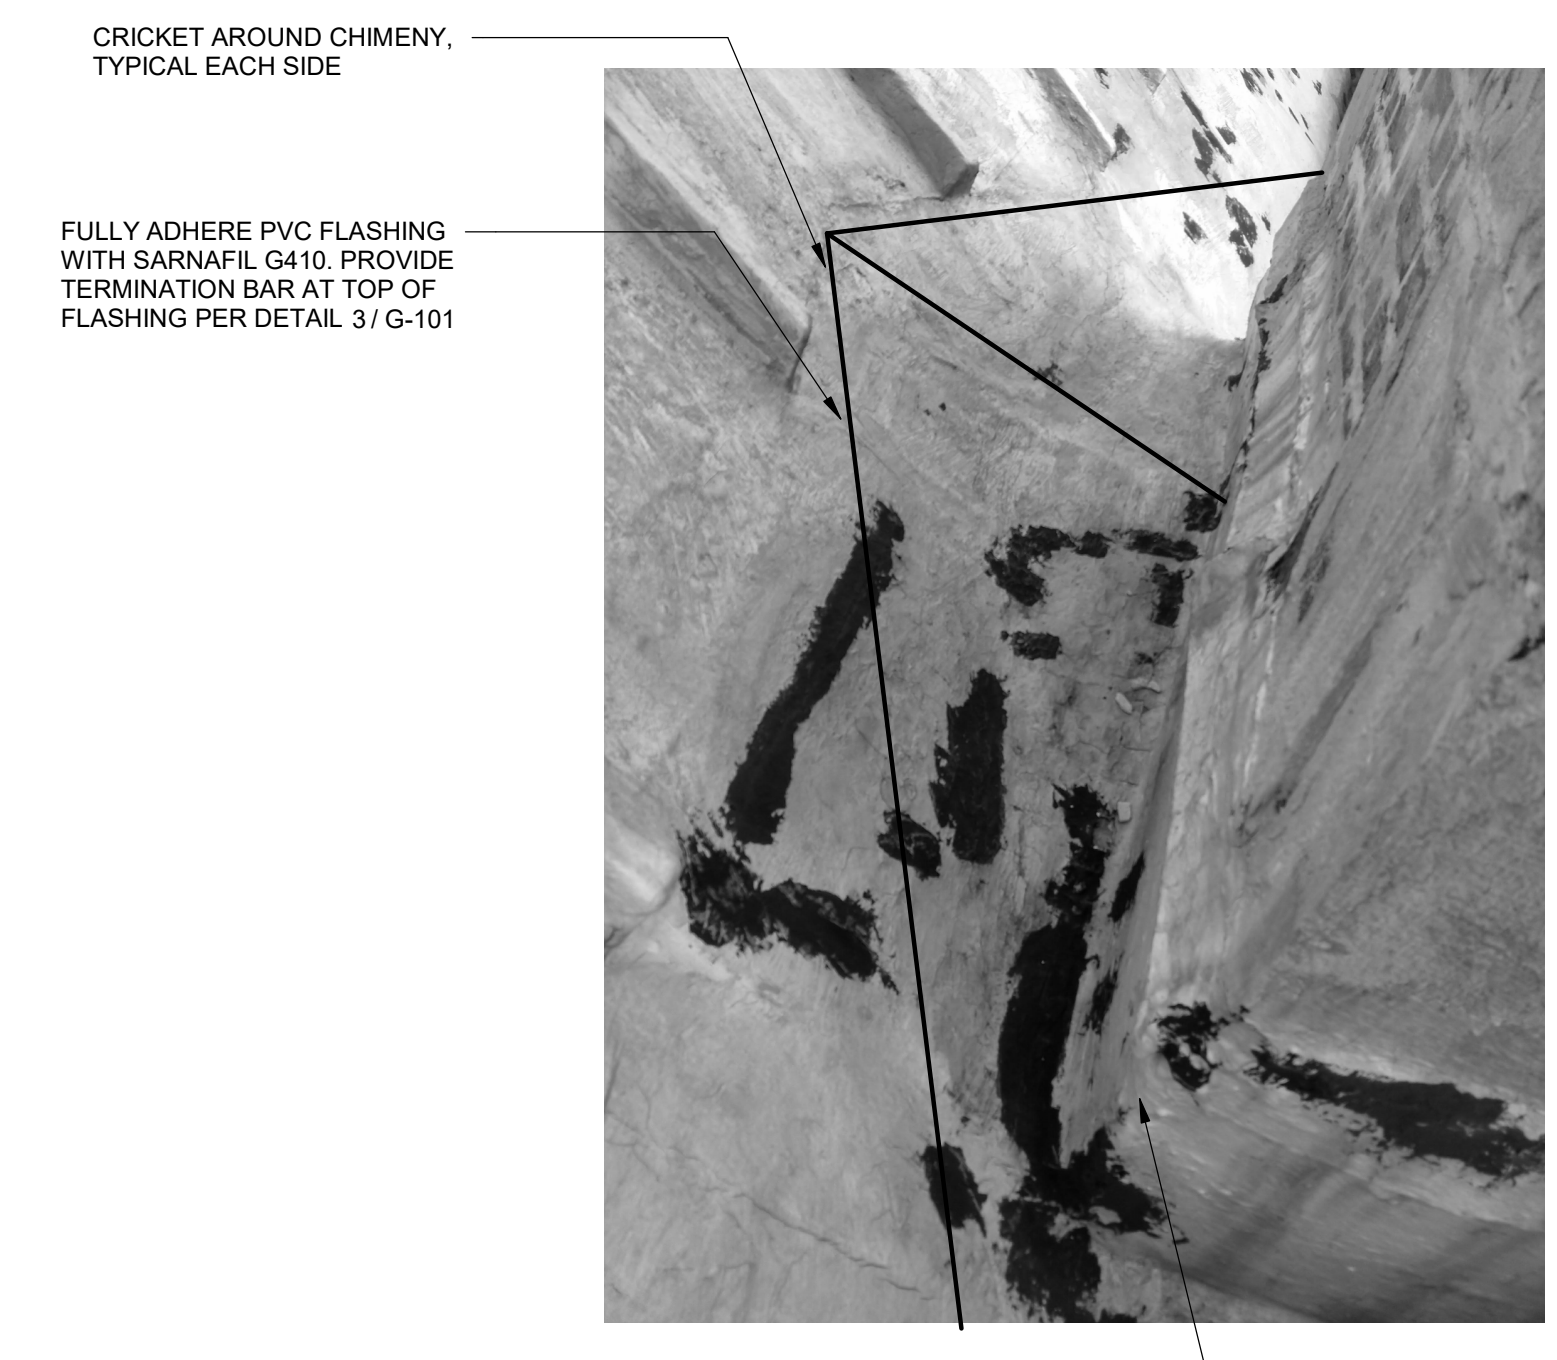 CRICKET AROUND CHIMENY,
TYPICAL EACH SIDE
FULLY ADHERE PVC FLASHING
WITH SARNAFIL G410. PROVIDE
TERMINATION BAR AT TOP OF
FLASHING PER DETAIL 3 / G-101